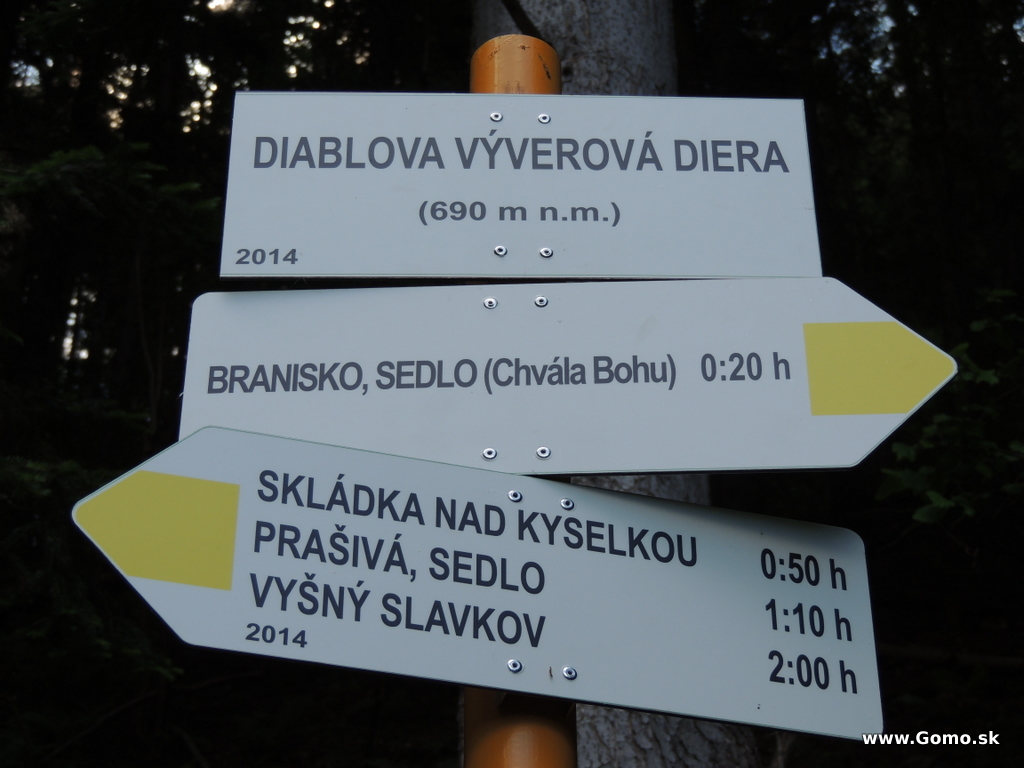 DIABLOVA VÝVEROVÁ DIERA
(690 m n.m.)
2014
BRANISKO, SEDLO (Chvála Bohu) 0:20 h
SKLÁDKA NAD KYSELKOU 0:50 h
PRAŠIVÁ, SEDLO 1:10 h
VYŠNÝ SLAVKOV 2:00 h
2014
www.Gomo.sk